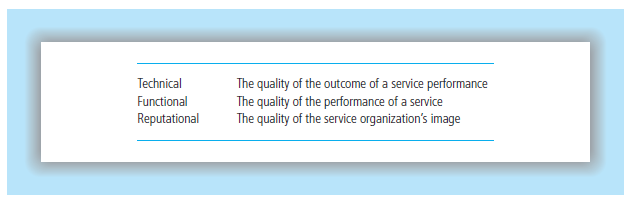 Technical The quality of the outcome of a service performance
Functional The quality of the performance of a service
Reputational The quality of the service organization's image